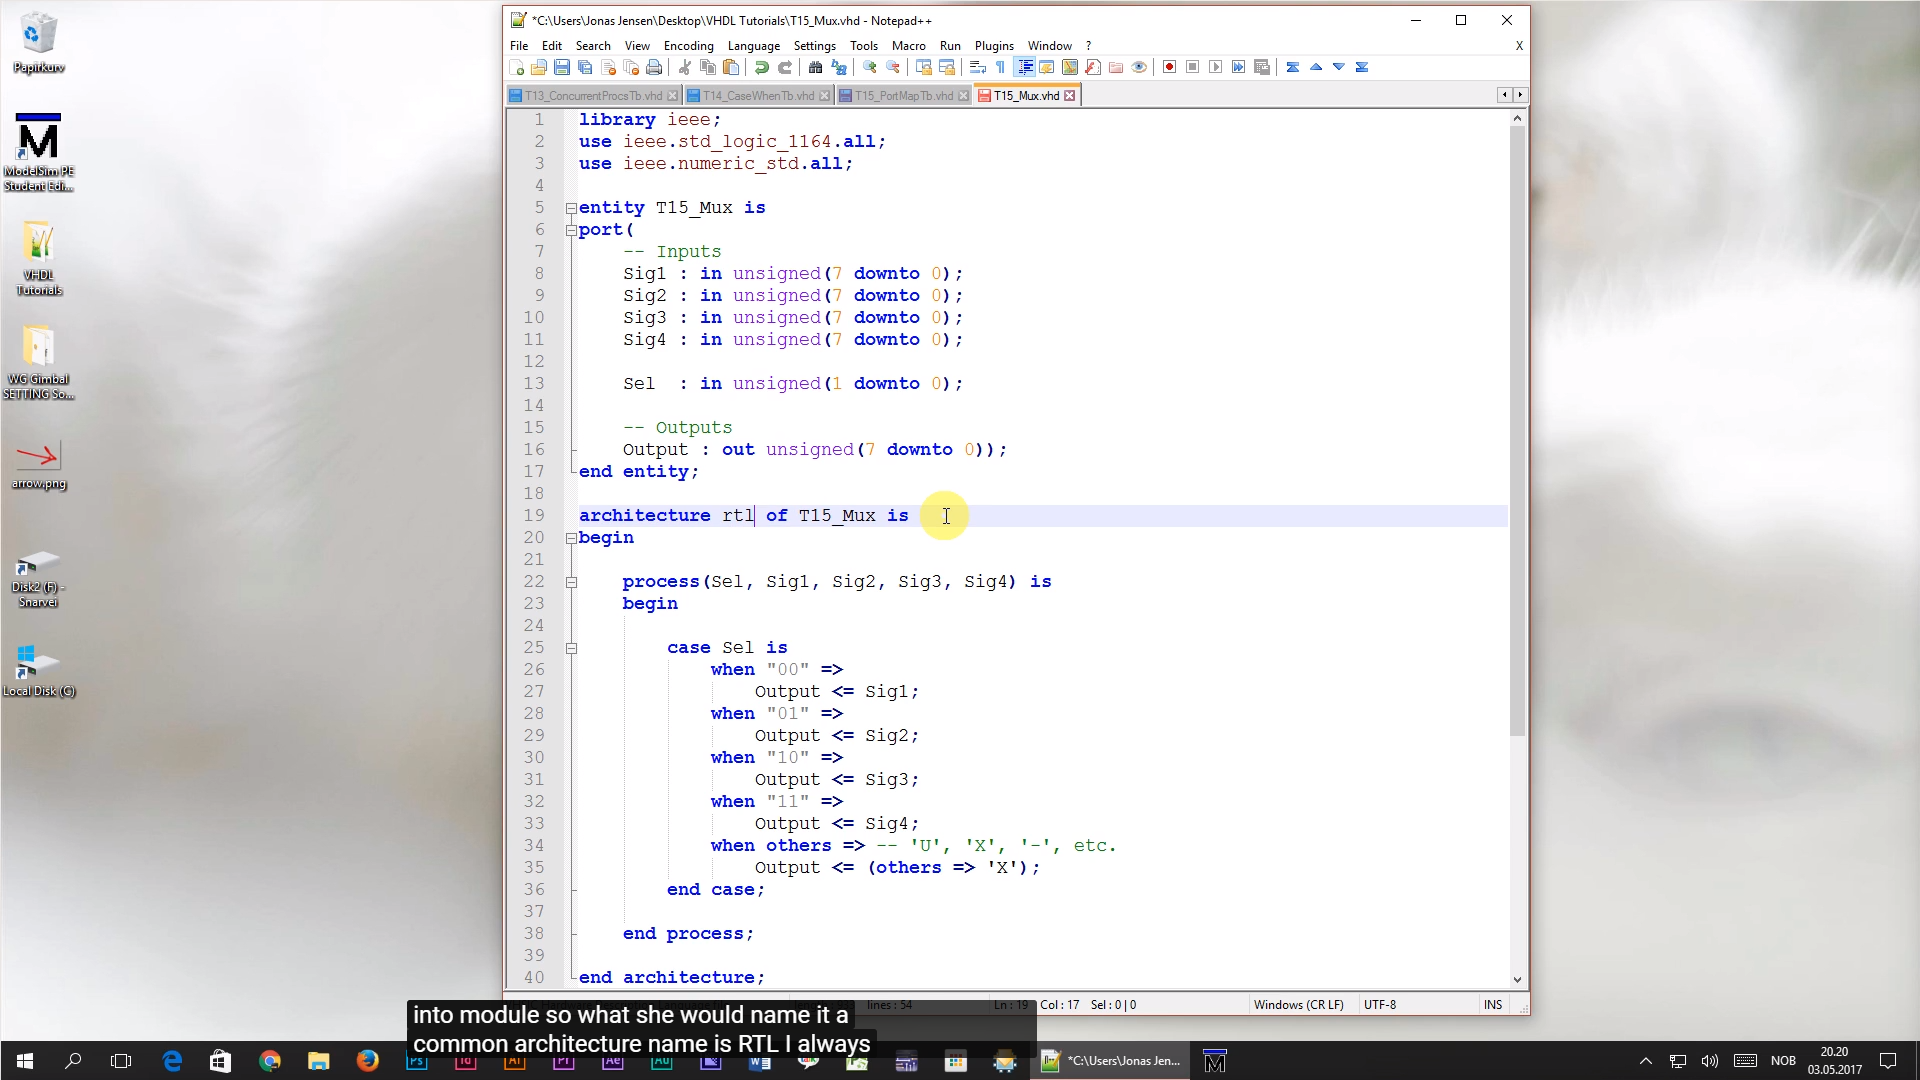 *C:\Users\Jonas Jensen\Desktop\VHDL Tutorials\T15_Mux.vhd - Notepad++
File Edit Search View Encoding Language Settings Tools Macro Run Plugins Window ? X
T13_ConcurrentProcsTb.vhd T14_CaseWhenTb.vhd T15_PortMapTb.vhd T15_Mux.vhd
Papirkurv
ModelSim PE
Student Edi...
VHDL
Tutorials
WG Gimbal
SETTING So...
arrow.png
Disk2 (F) -
Snarvei
Local Disk (C)
1 library ieee;
2 use ieee.std_logic_1164.all;
3 use ieee.numeric_std.all;
4
5 entity T15_Mux is
6 port(
7 -- Inputs
8 Sig1 : in unsigned(7 downto 0);
9 Sig2 : in unsigned(7 downto 0);
10 Sig3 : in unsigned(7 downto 0);
11 Sig4 : in unsigned(7 downto 0);
12
13 Sel : in unsigned(1 downto 0);
14
15 -- Outputs
16 Output : out unsigned(7 downto 0));
17 end entity;
18
19 architecture rtl of T15_Mux is
20 begin
21
22 process(Sel, Sig1, Sig2, Sig3, Sig4) is
23 begin
24
25 case Sel is
26 when "00" =>
27 Output <= Sig1;
28 when "01" =>
29 Output <= Sig2;
30 when "10" =>
31 Output <= Sig3;
32 when "11" =>
33 Output <= Sig4;
34 when others => -- 'U', 'X', '-', etc.
35 Output <= (others => 'X');
36 end case;
37
38 end process;
39
40 end architecture;
lines : 54 Ln : 19 Col : 17 Sel : 0 | 0 Windows (CR LF) UTF-8 INS
into module so what she would name it a
common architecture name is RTL I always
Ps Id Ai Pr Ae Au *C:\Users\Jonas Jen... NOB 20.20
03.05.2017